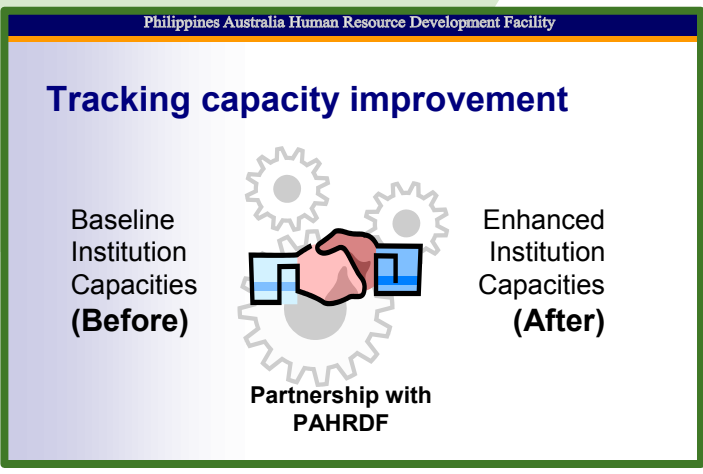 Philippines Australia Human Resource Development Facility
Tracking capacity improvement
Baseline
Institution
Capacities
(Before)
Enhanced
Institution
Capacities
(After)
Partnership with
PAHRDF